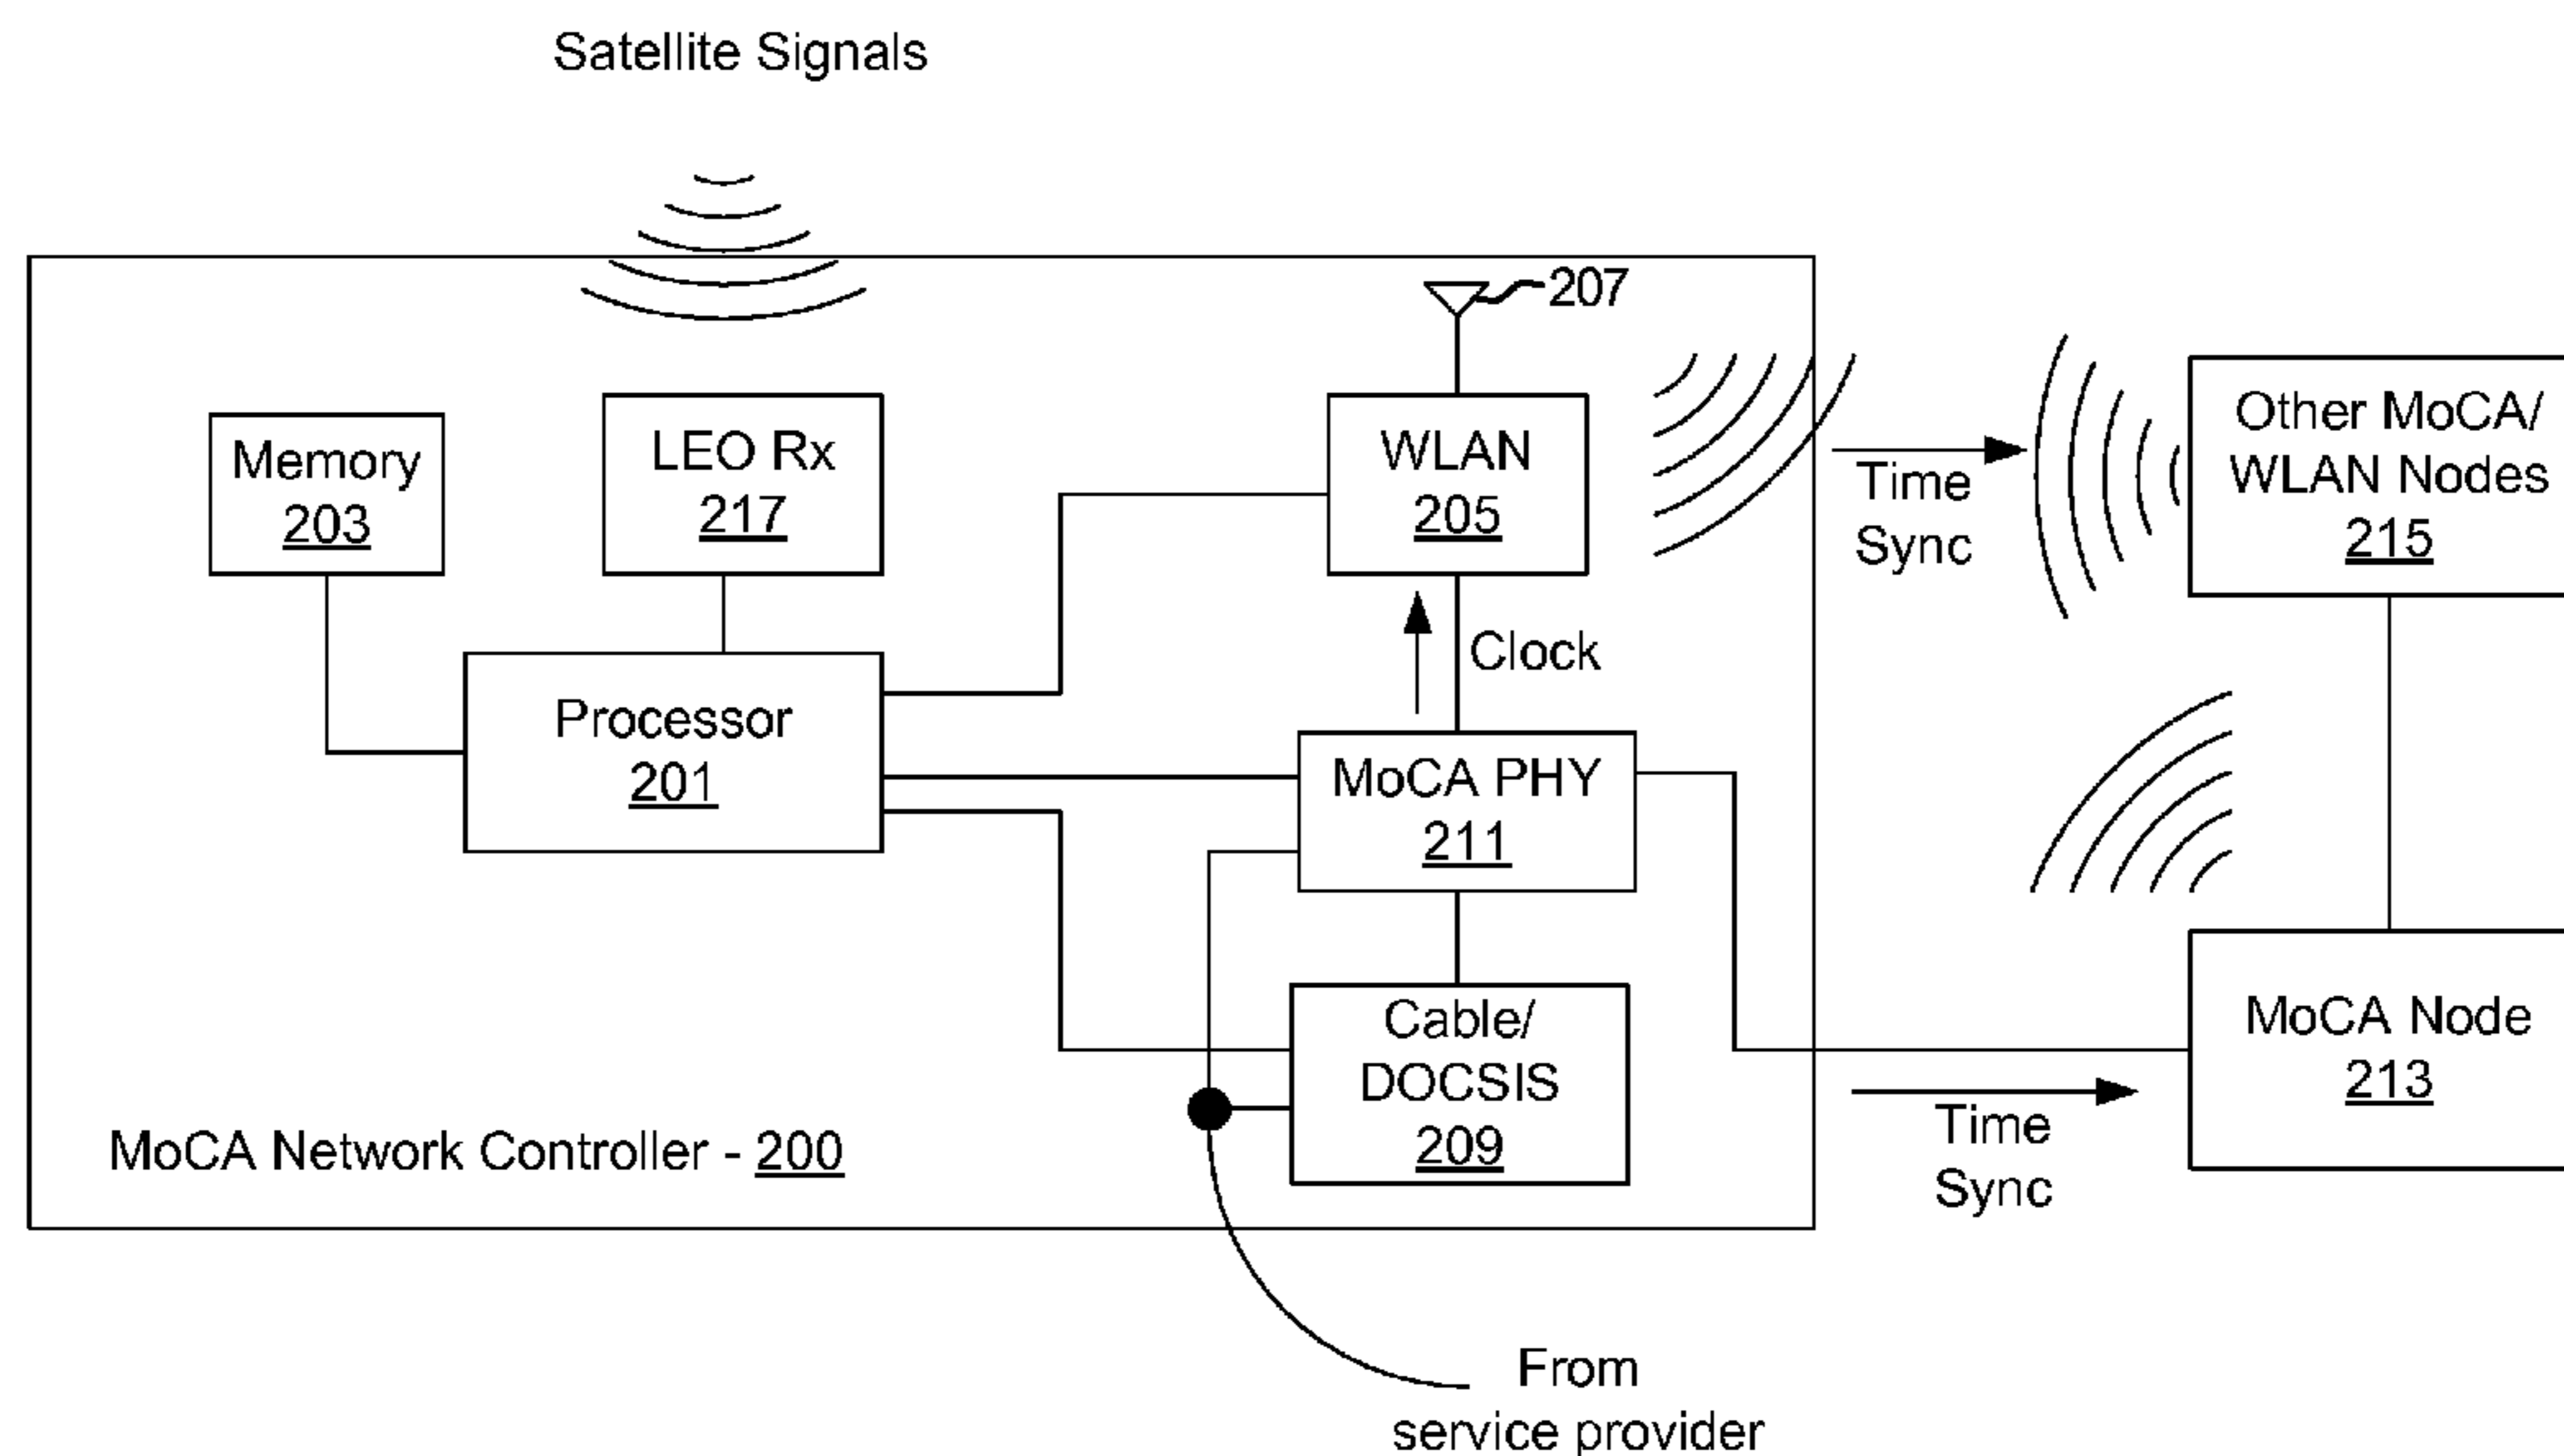 Satellite Signals
207
Memory
203
LEO Rx
217
WLAN
205
Time
Sync
Other MoCA/
WLAN Nodes
215
Clock
Processor
201
MoCA PHY
211
Cable/
DOCSIS
209
MoCA Node
213
Time
Sync
MoCA Network Controller - 200
From
service provider